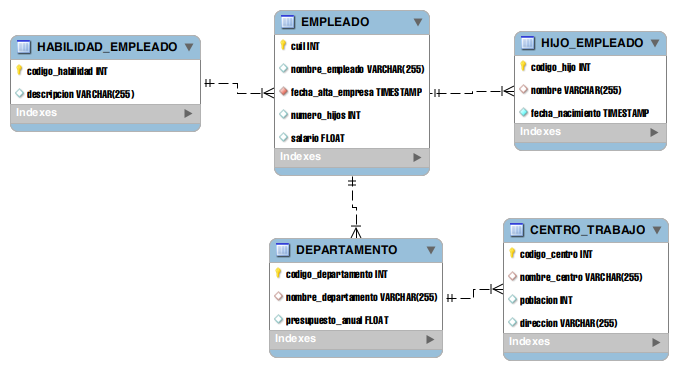 HABILIDAD_EMPLEADO
codigo_habilidad INT
descripcion VARCHAR(255)
Indexes
EMPLEADO
cuil INT
nombre_empleado VARCHAR(255)
fecha_alta_empresa TIMESTAMP
numero_hijos INT
salario FLOAT
Indexes
HIJO_EMPLEADO
codigo_hijo INT
nombre VARCHAR(255)
fecha_nacimiento TIMESTAMP
Indexes
DEPARTAMENTO
codigo_departamento INT
nombre_departamento VARCHAR(255)
presupuesto_anual FLOAT
Indexes
CENTRO_TRABAJO
codigo_centro INT
nombre_centro VARCHAR(255)
poblacion INT
direccion VARCHAR(255)
Indexes